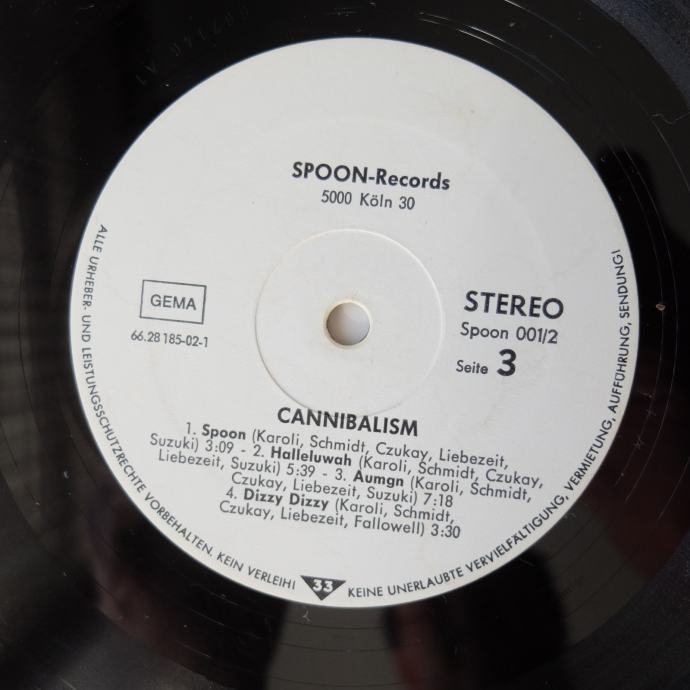 SPOON-Records
5000 Köln 30
GEMA
66.28 185-02-1
STEREO
Spoon 001/2
Seite 3
CANNIBALISM
1. Spoon (Karoli, Schmidt, Czukay, Liebezeit,
Suzuki) 3:09 - 2. Halleluwah (Karoli, Schmidt, Czukay,
Liebezeit, Suzuki) 5:39 - 3. Aumgn (Karoli, Schmidt,
Czukay, Liebezeit, Suzuki) 7:18
4. Dizzy Dizzy (Karoli, Schmidt,
Czukay, Liebezeit, Fallowell) 3:30
ALLE URHEBER- UND LEISTUNGSSCHUTZRECHTE VORBEHALTEN. KEIN VERLEIH! 33 KEINE UNERLAUBTE VERVIELFÄLTIGUNG, VERMIETUNG, AUFFÜHRUNG, SENDUNG!